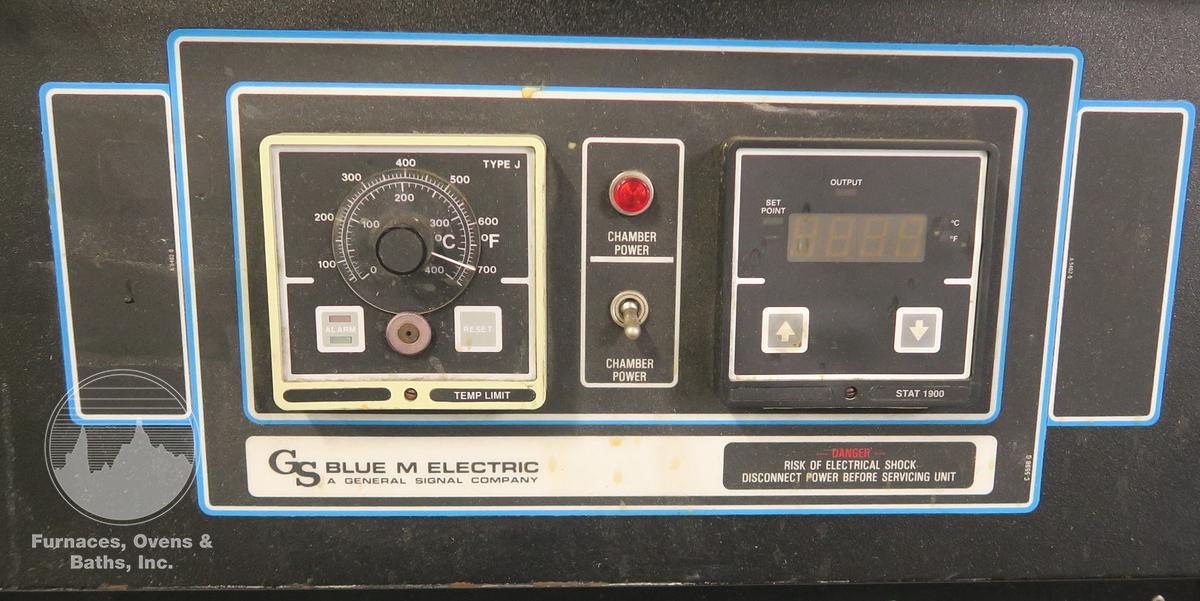 400
TYPE J
300
500
200
200
600
100
300
°C
°F
100
0
400
700
ALARM
RESET
TEMP LIMIT
CHAMBER
POWER
CHAMBER
POWER
OUTPUT
SET
POINT
°C
°F
STAT 1900
GS BLUE M ELECTRIC
A GENERAL SIGNAL COMPANY
DANGER
RISK OF ELECTRICAL SHOCK
DISCONNECT POWER BEFORE SERVICING UNIT
Furnaces, Ovens &
Baths, Inc.